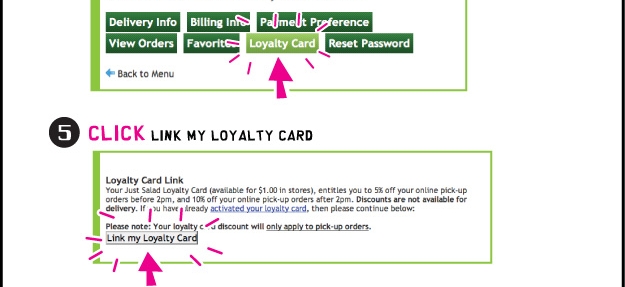 Delivery Info Billing Info Payment Preference
View Orders Favorites Loyalty Card Reset Password
Back to Menu
5 CLICK LINK MY LOYALTY CARD
Loyalty Card Link
Your Just Salad Loyalty Card (available for $1.00 in stores), entitles you to 5% off your online pick-up
orders before 2pm, and 10% off your online pick-up orders after 2pm. Discounts are not available for
delivery. If you have already activated your loyalty card, then please continue below:
Please note: Your loyalty card discount will only apply to pick-up orders.
Link my Loyalty Card